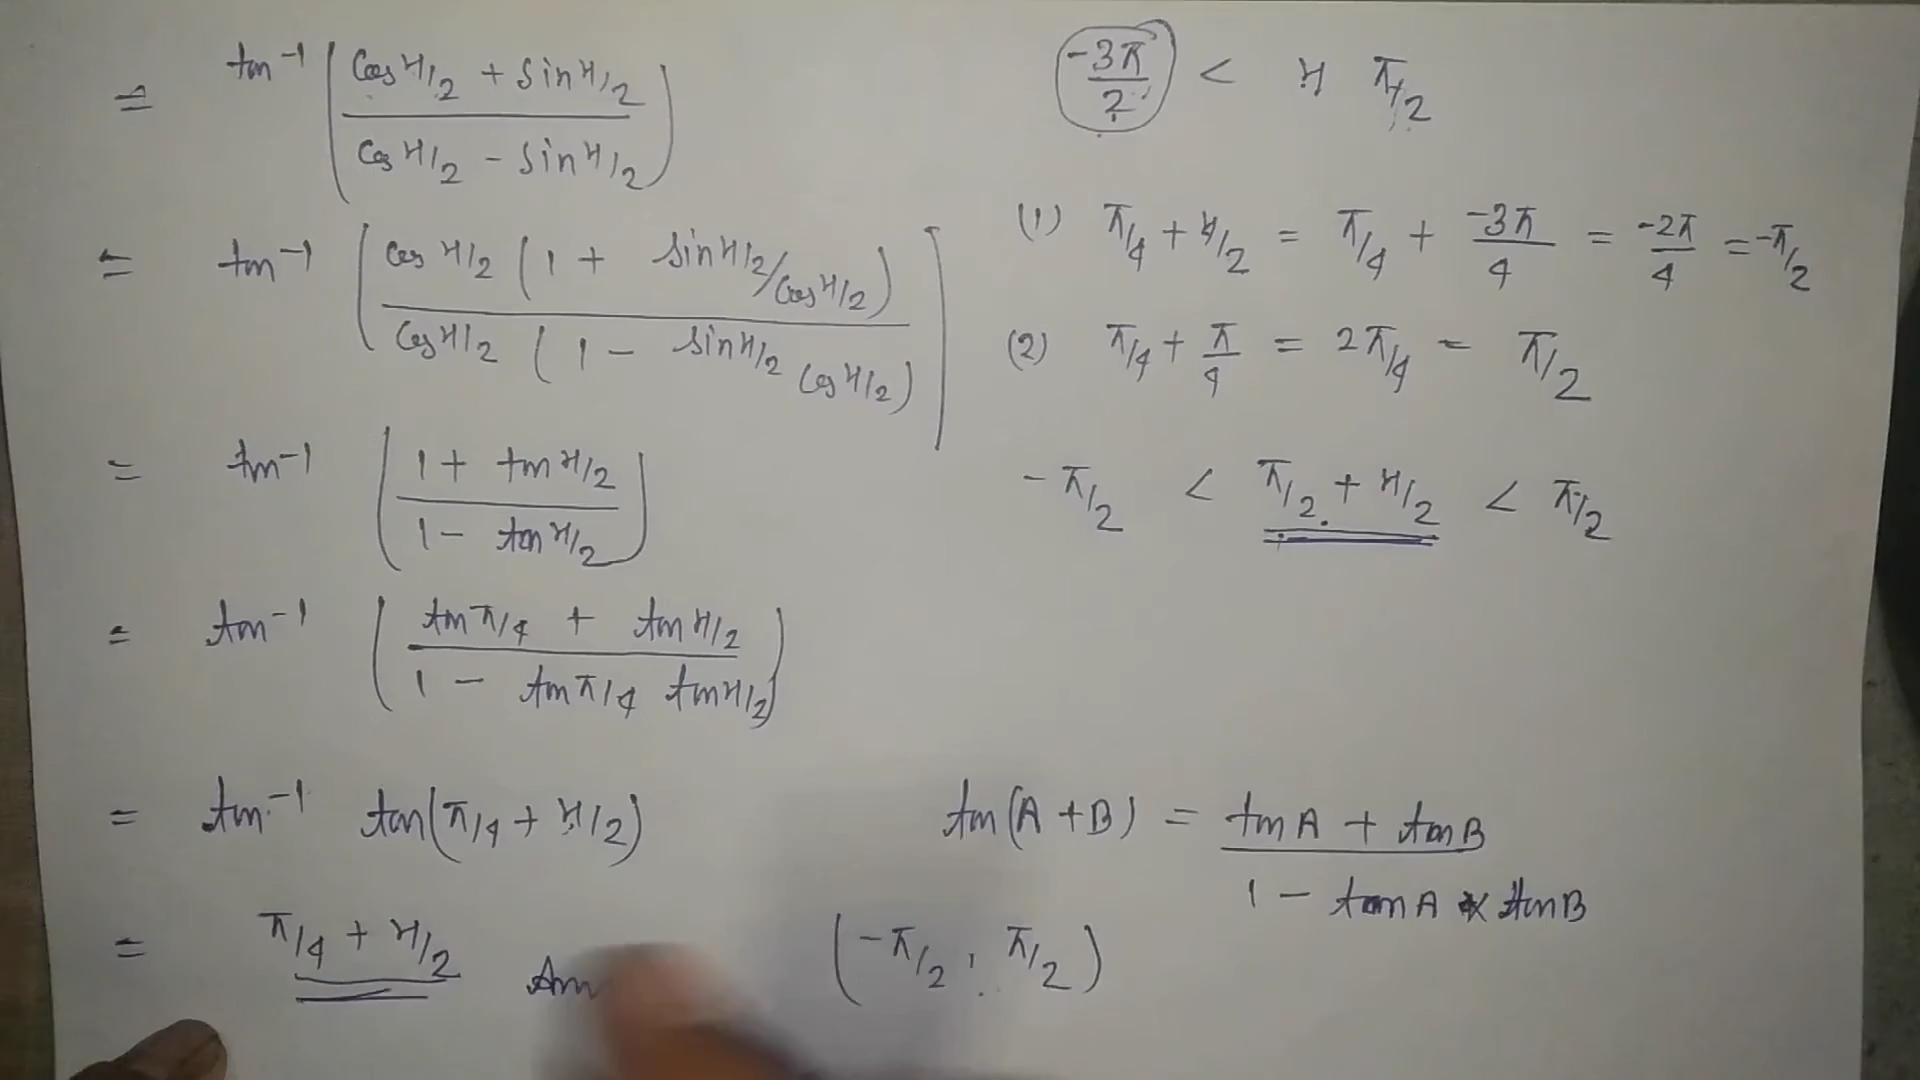 = tan⁻¹ ( (Cos x/2 + Sin x/2) / (Cos x/2 - Sin x/2) )
= tan⁻¹ [ Cos x/2 ( 1 + Sin x/2 / Cos x/2 ) / Cos x/2 ( 1 - Sin x/2 Cos x/2 ) ]
= tan⁻¹ ( (1 + tan x/2) / (1 - tan x/2) )
= tan⁻¹ ( (tan π/4 + tan x/2) / (1 - tan π/4 tan x/2) )
= tan⁻¹ tan(π/4 + x/2)
= π/4 + x/2 Ans
-3π/2 < x π/2
(1) π/4 + x/2 = π/4 + -3π/4 = -2π/4 = -π/2
(2) π/4 + π/4 = 2π/4 = π/2
-π/2 < π/2 + x/2 < π/2
tan(A + B) = (tan A + tan B) / (1 - tan A × tan B)
(-π/2, π/2)